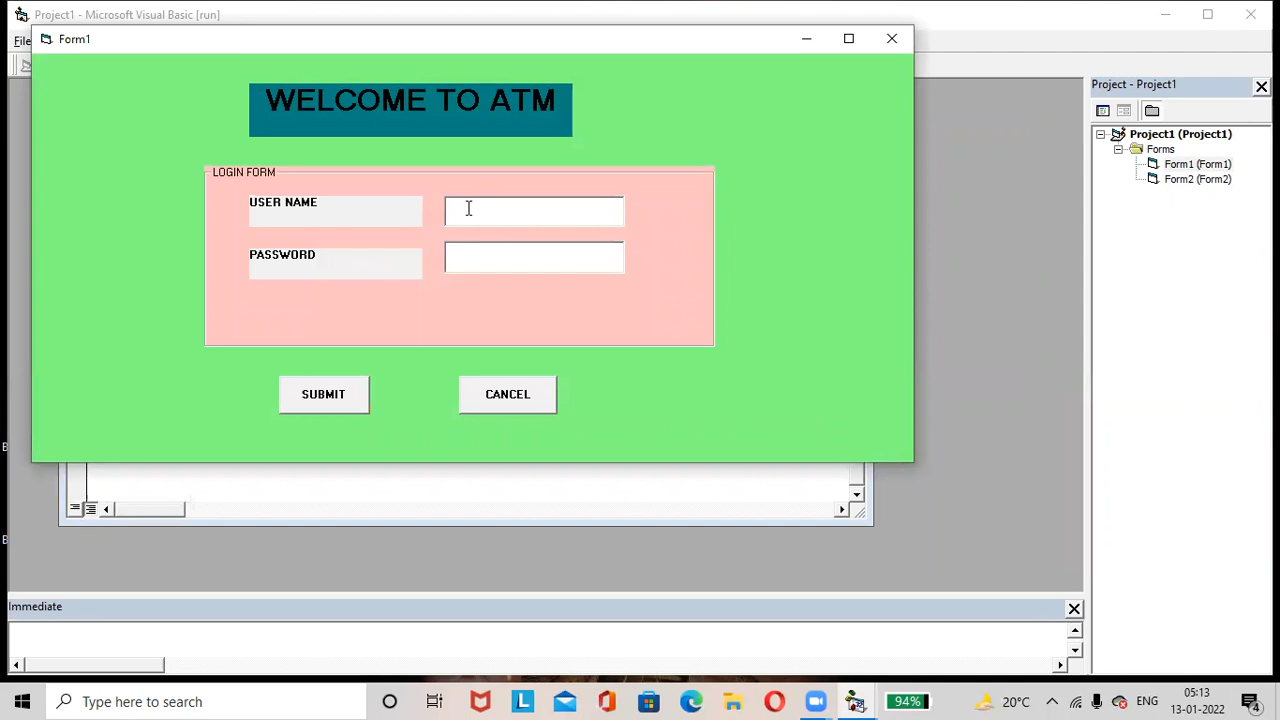 Project1 - Microsoft Visual Basic [run]
File
Form1
WELCOME TO ATM
LOGIN FORM
USER NAME
PASSWORD
SUBMIT
CANCEL
Project - Project1
Project1 (Project1)
Forms
Form1 (Form1)
Form2 (Form2)
Immediate
Type here to search
94%
20°C
ENG
05:13
13-01-2022
4